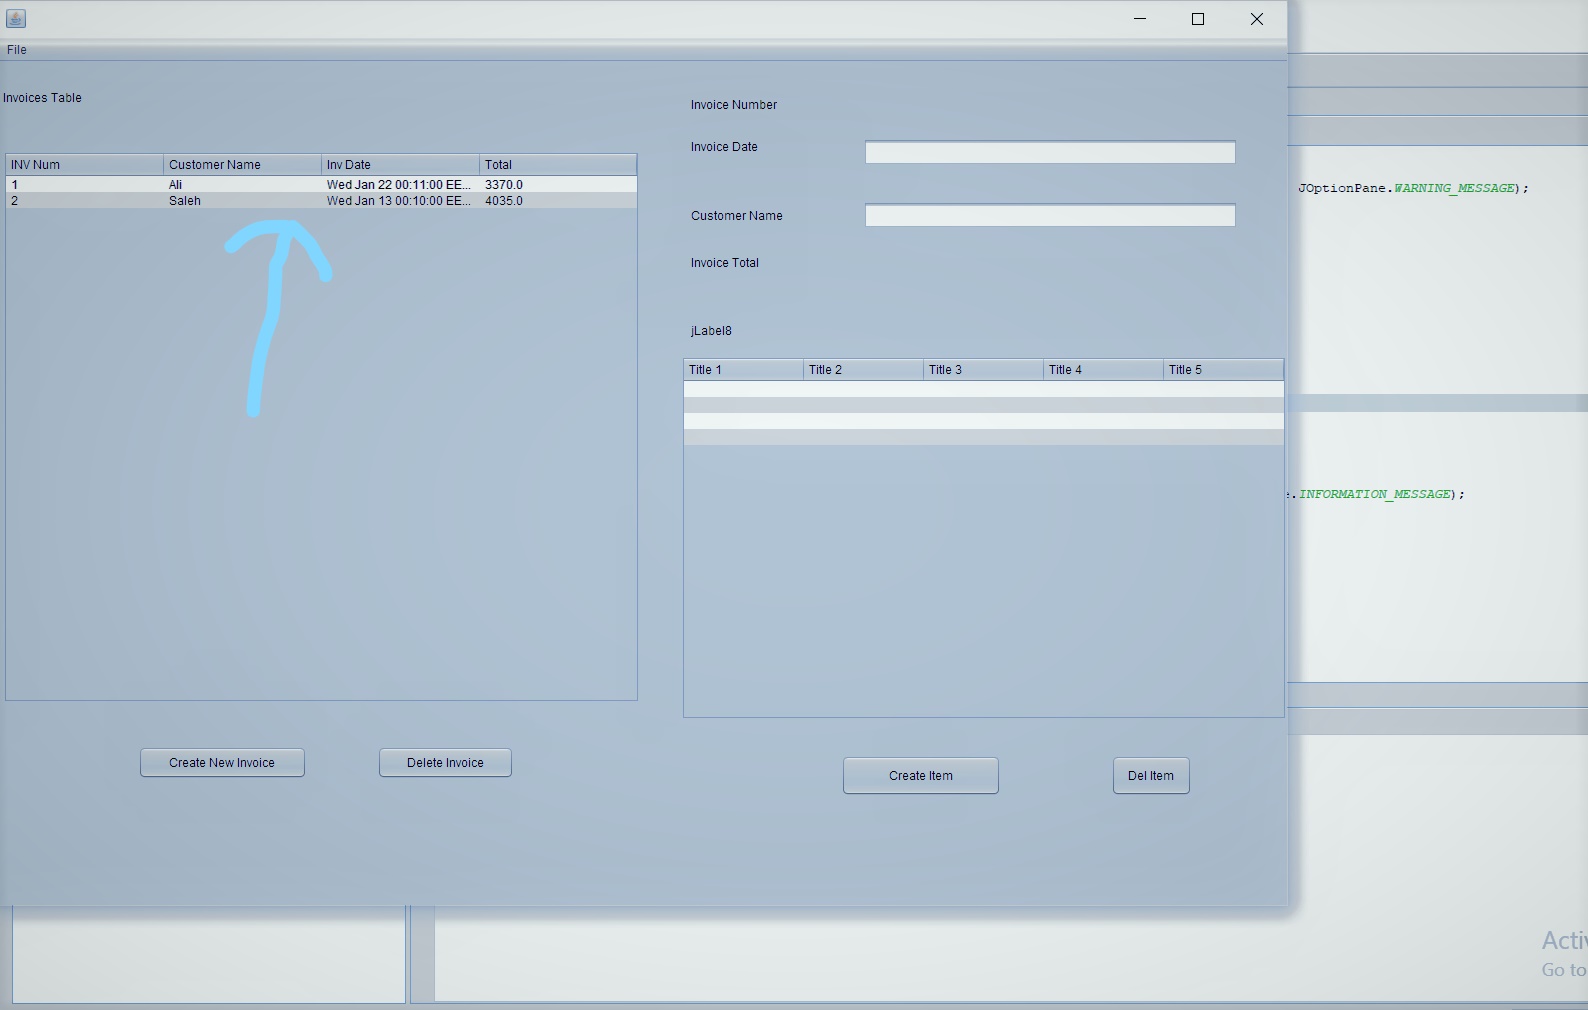 File
Invoices Table
INV Num Customer Name Inv Date Total
1 Ali Wed Jan 22 00:11:00 EE... 3370.0
2 Saleh Wed Jan 13 00:10:00 EE... 4035.0
Create New Invoice Delete Invoice
Invoice Number
Invoice Date
Customer Name
Invoice Total
jLabel8
Title 1 Title 2 Title 3 Title 4 Title 5
Create Item Del Item
JOptionPane.WARNING_MESSAGE);
.INFORMATION_MESSAGE);
Go to